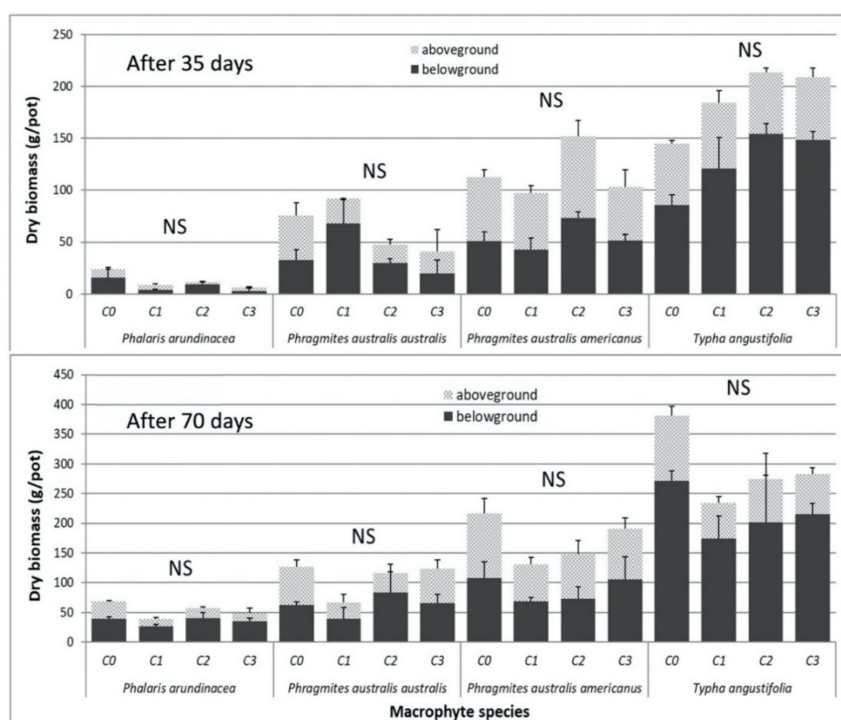 250
200
150
100
50
0
Dry biomass (g/pot)
After 35 days
aboveground
belowground
NS
NS
NS
NS
C0 C1 C2 C3 C0 C1 C2 C3 C0 C1 C2 C3 C0 C1 C2 C3
Phalaris arundinacea Phragmites australis australis Phragmites australis americanus Typha angustifolia
450
400
350
300
250
200
150
100
50
0
Dry biomass (g/pot)
After 70 days
aboveground
belowground
NS
NS
NS
NS
C0 C1 C2 C3 C0 C1 C2 C3 C0 C1 C2 C3 C0 C1 C2 C3
Phalaris arundinacea Phragmites australis australis Phragmites australis americanus Typha angustifolia
Macrophyte species